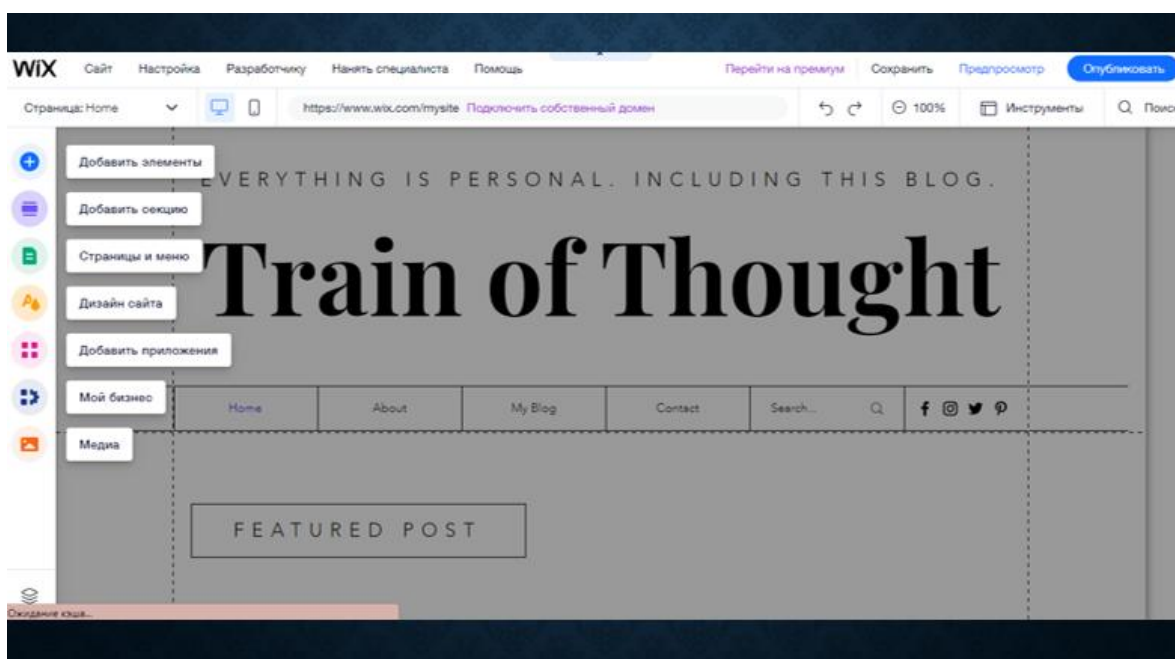 WiX Сайт Настройка Разработчику Нанять специалиста Помощь Перейти на премиум Сохранить Предпросмотр Опубликовать
Страница: Home https://www.wix.com/mysite Подключить собственный домен 100% Инструменты Поиск
Добавить элементы
EVERYTHING IS PERSONAL. INCLUDING THIS BLOG.
Добавить секцию
Страницы и меню
Train of Thought
Дизайн сайта
Добавить приложения
Мой бизнес
Home About My Blog Contact Search...
Медиа
FEATURED POST
Ожидание кэша...